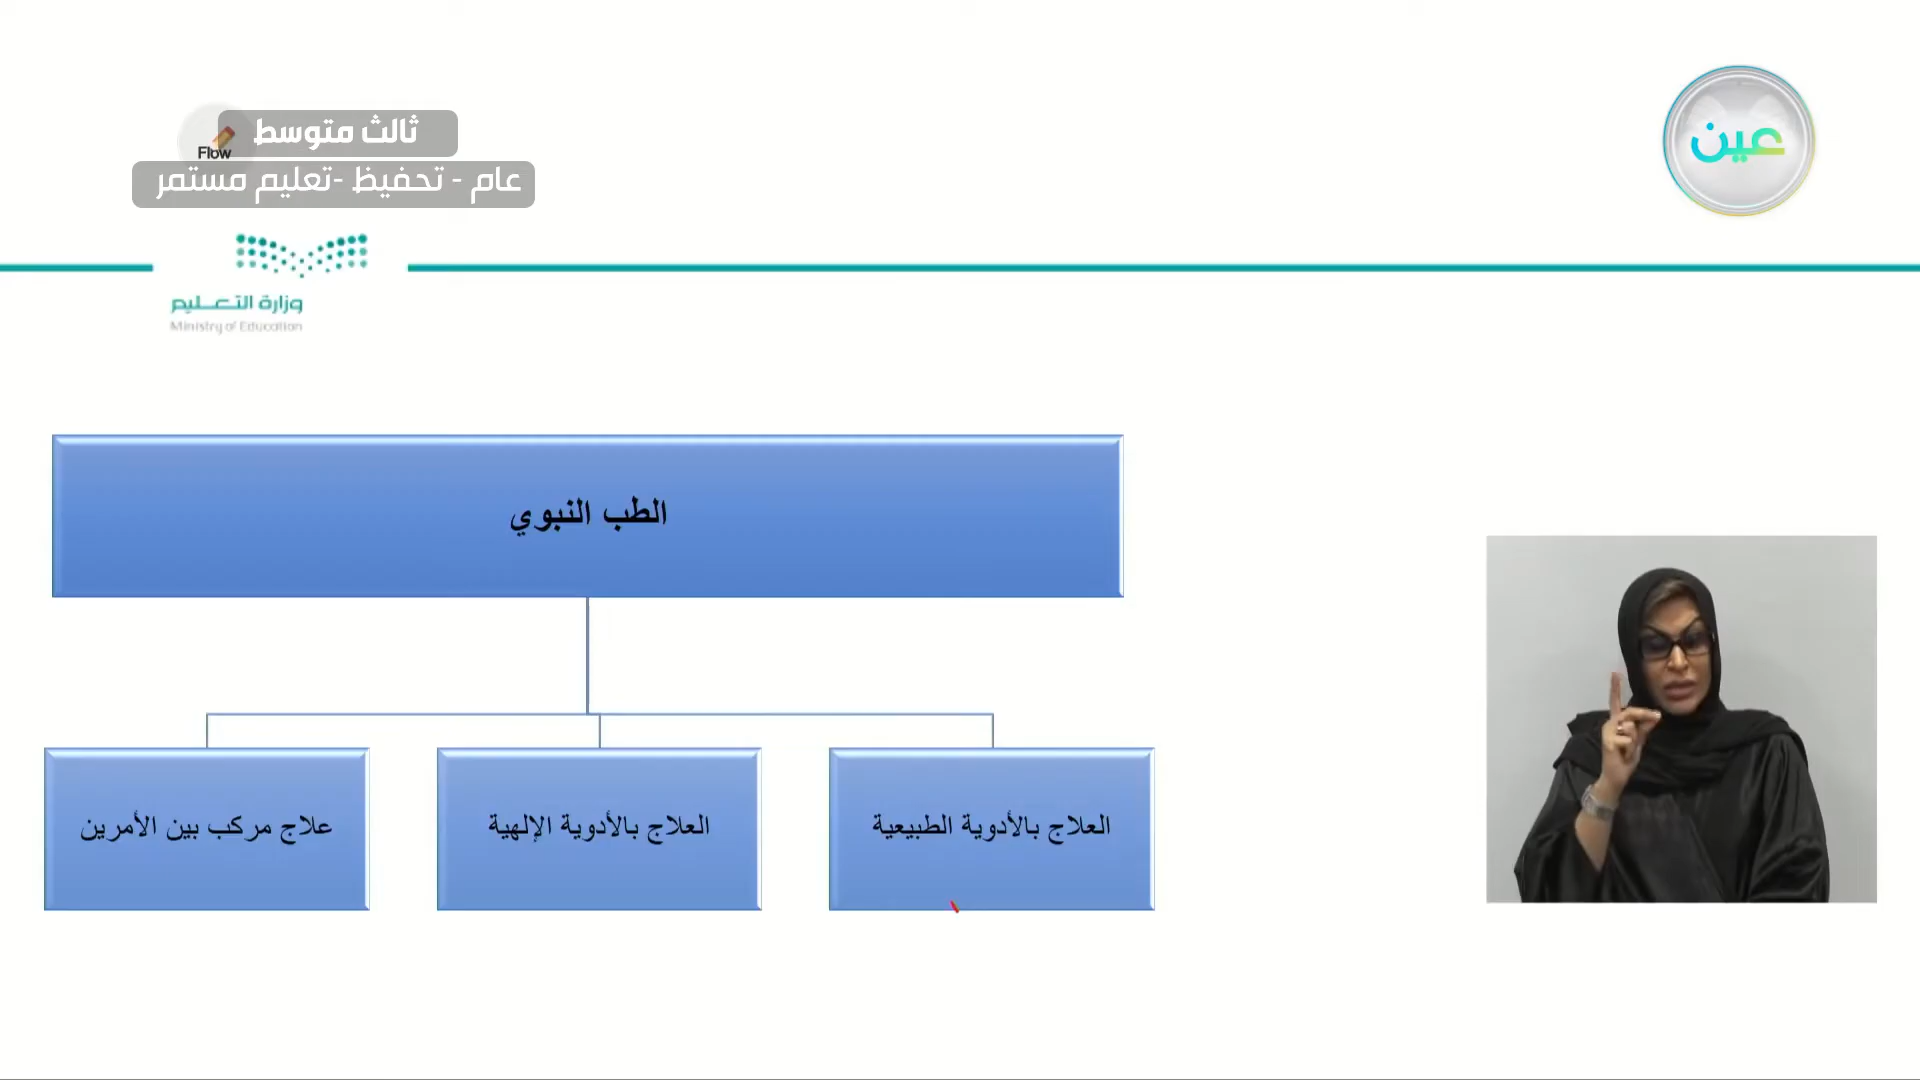 عين
ثالث متوسط
Flow
عام - تحفيظ -تعليم مستمر
وزارة التعـــليم
Ministry of Education
الطب النبوي
العلاج بالأدوية الطبيعية
العلاج بالأدوية الإلهية
علاج مركب بين الأمرين